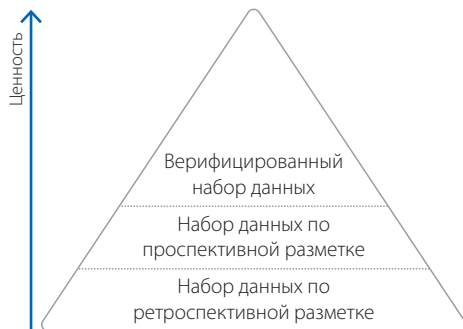 Ценность
Верифицированный
набор данных
Набор данных по
проспективной разметке
Набор данных по
ретроспективной разметке